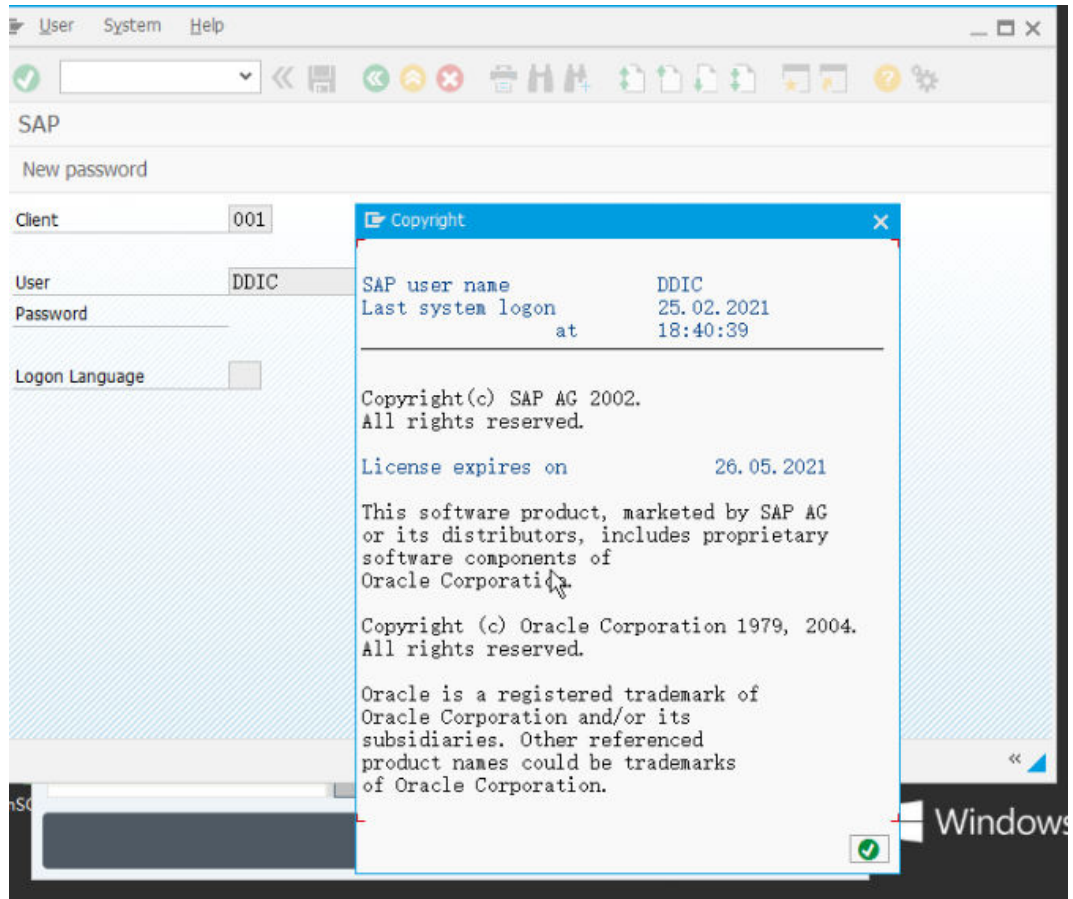 User System Help
SAP
New password
Client 001
User DDIC
Password
Logon Language
Copyright
SAP user name DDIC
Last system logon 25.02.2021
at 18:40:39
Copyright(c) SAP AG 2002.
All rights reserved.
License expires on 26.05.2021
This software product, marketed by SAP AG
or its distributors, includes proprietary
software components of
Oracle Corporation.
Copyright (c) Oracle Corporation 1979, 2004.
All rights reserved.
Oracle is a registered trademark of
Oracle Corporation and/or its
subsidiaries. Other referenced
product names could be trademarks
of Oracle Corporation.
Windows